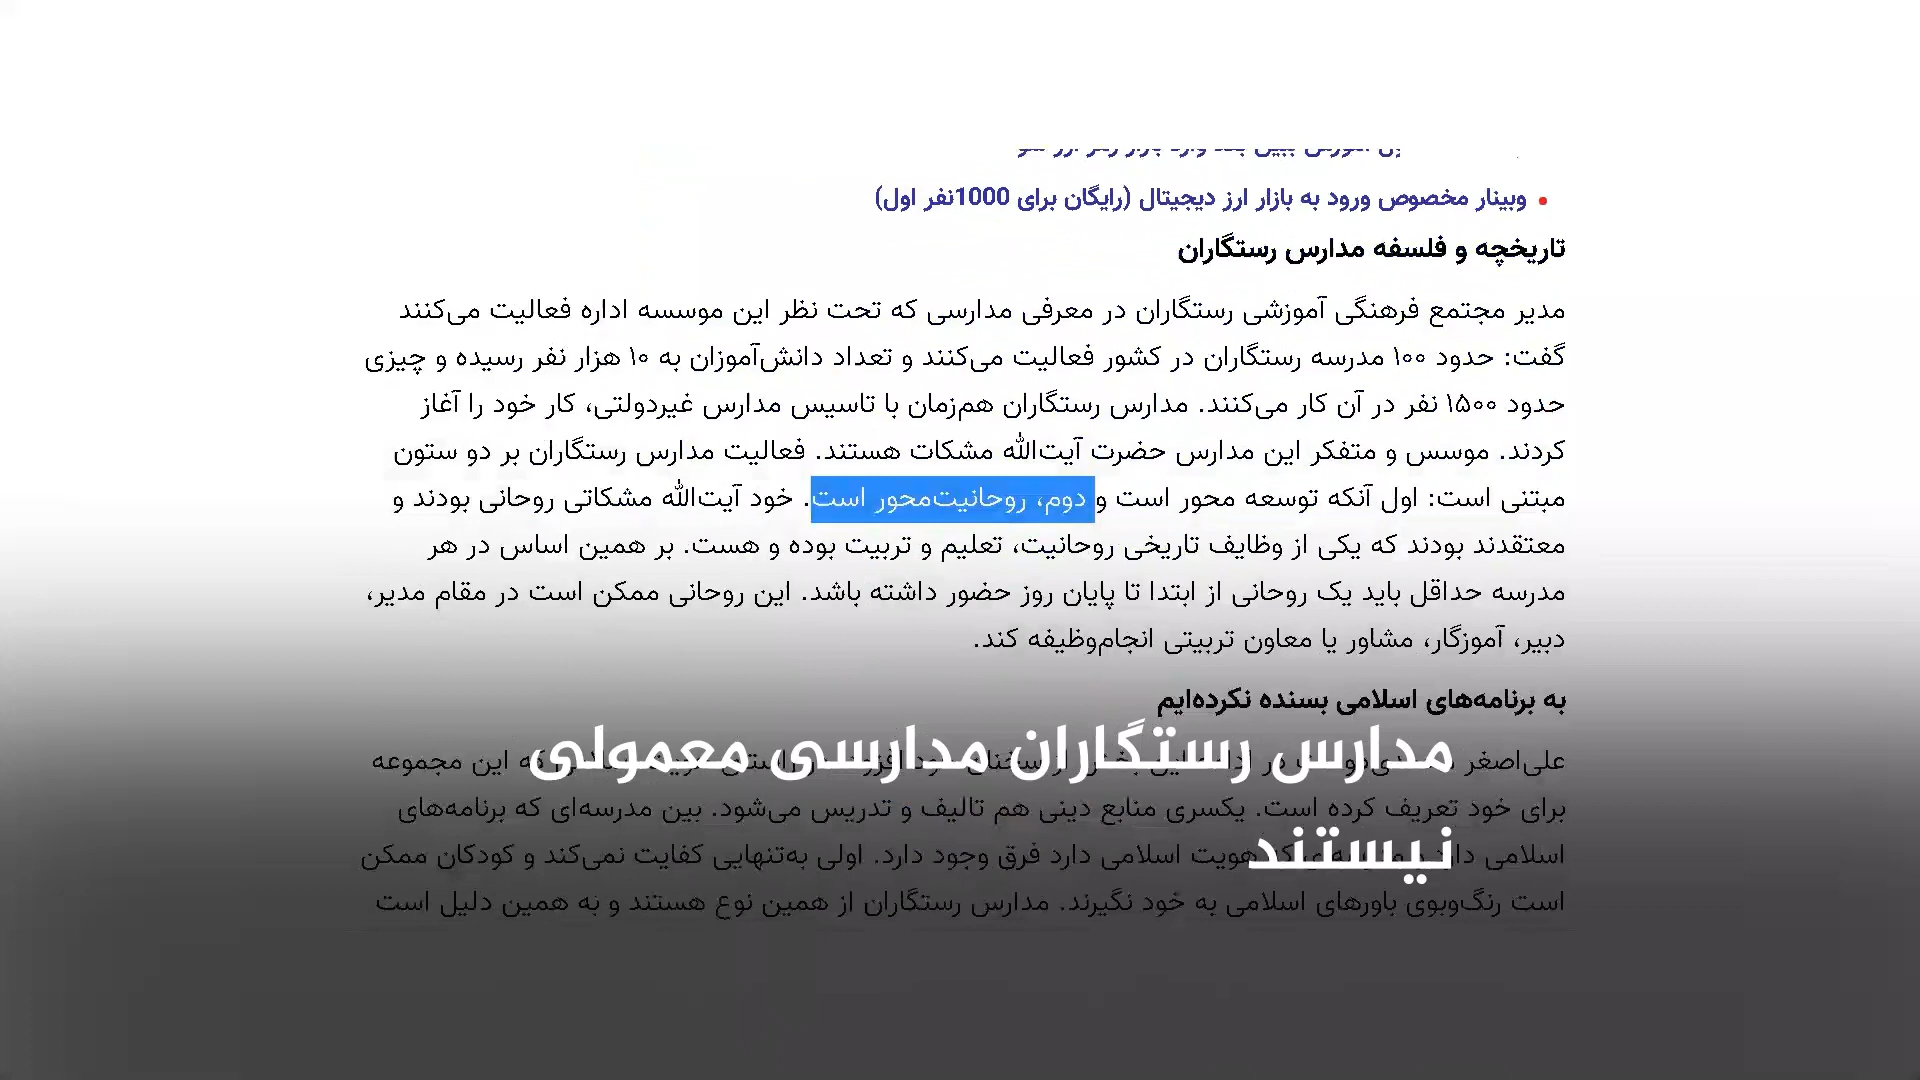 وبینار مخصوص ورود به بازار ارز دیجیتال (رایگان برای 1000نفر اول)
تاریخچه و فلسفه مدارس رستگاران
مدیر مجتمع فرهنگی آموزشی رستگاران در معرفی مدارسی که تحت نظر این موسسه اداره فعالیت می‌کنند
گفت: حدود ۱۰۰ مدرسه رستگاران در کشور فعالیت می‌کنند و تعداد دانش‌آموزان به ۱۰ هزار نفر رسیده و چیزی
حدود ۱۵۰۰ نفر در آن کار می‌کنند. مدارس رستگاران هم‌زمان با تاسیس مدارس غیردولتی، کار خود را آغاز
کردند. موسس و متفکر این مدارس حضرت آیت‌الله مشکات هستند. فعالیت مدارس رستگاران بر دو ستون
مبتنی است: اول آنکه توسعه محور است و دوم، روحانیت‌محور است. خود آیت‌الله مشکاتی روحانی بودند و
معتقدند بودند که یکی از وظایف تاریخی روحانیت، تعلیم و تربیت بوده و هست. بر همین اساس در هر
مدرسه حداقل باید یک روحانی از ابتدا تا پایان روز حضور داشته باشد. این روحانی ممکن است در مقام مدیر،
دبیر، آموزگار، مشاور یا معاون تربیتی انجام‌وظیفه کند.
به برنامه‌های اسلامی بسنده نکرده‌ایم
مدارس رستگاران مدارسی معمولی
علی‌اصغر در که این مجموعه
برای خود تعریف کرده است. یکسری منابع دینی هم تالیف و تدریس می‌شود. بین مدرسه‌ای که برنامه‌های
نیستند
اسلامی دارد هویت اسلامی دارد فرق وجود دارد. اولی به‌تنهایی کفایت نمی‌کند و کودکان ممکن
است رنگ‌وبوی باورهای اسلامی به خود نگیرند. مدارس رستگاران از همین نوع هستند و به همین دلیل است